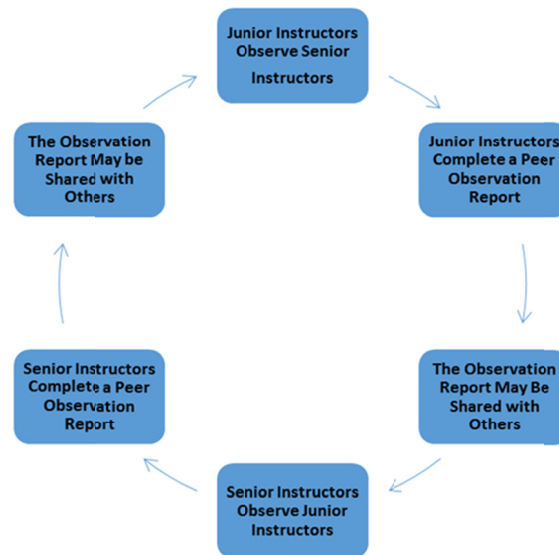 Junior Instructors
Observe Senior
Instructors
Junior Instructors
Complete a Peer
Observation
Report
The Observation
Report May Be
Shared with
Others
Senior Instructors
Observe Junior
Instructors
Senior Instructors
Complete a Peer
Observation
Report
The Observation
Report May be
Shared with
Others